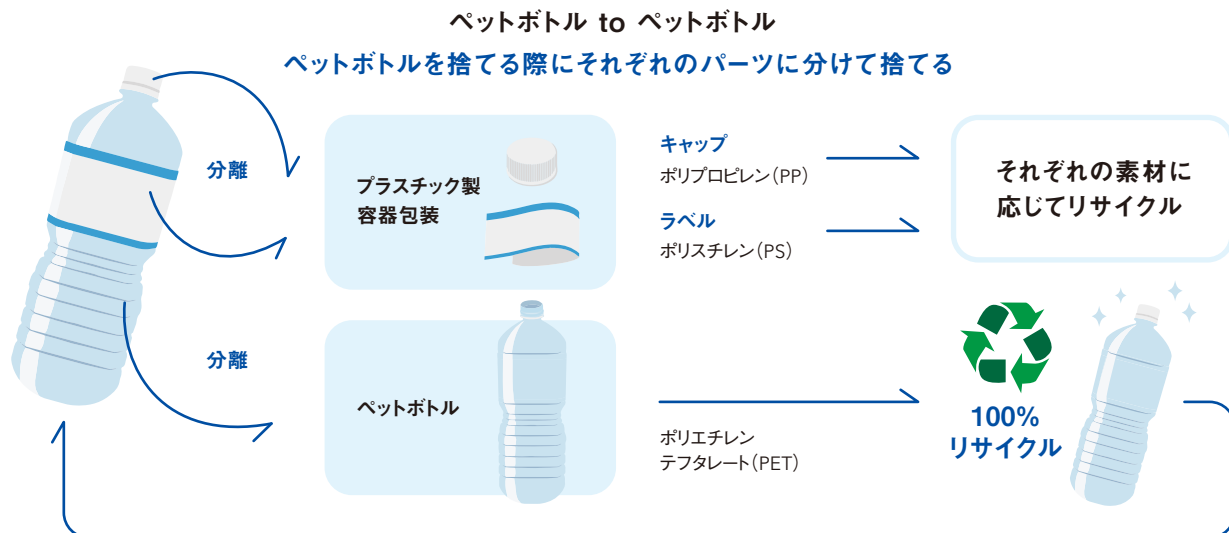 ペットボトル to ペットボトル
ペットボトルを捨てる際にそれぞれのパーツに分けて捨てる
分離
プラスチック製
容器包装
キャップ
ポリプロピレン(PP)
ラベル
ポリスチレン(PS)
それぞれの素材に
応じてリサイクル
分離
ペットボトル
ポリエチレン
テフタレート(PET)
100%
リサイクル